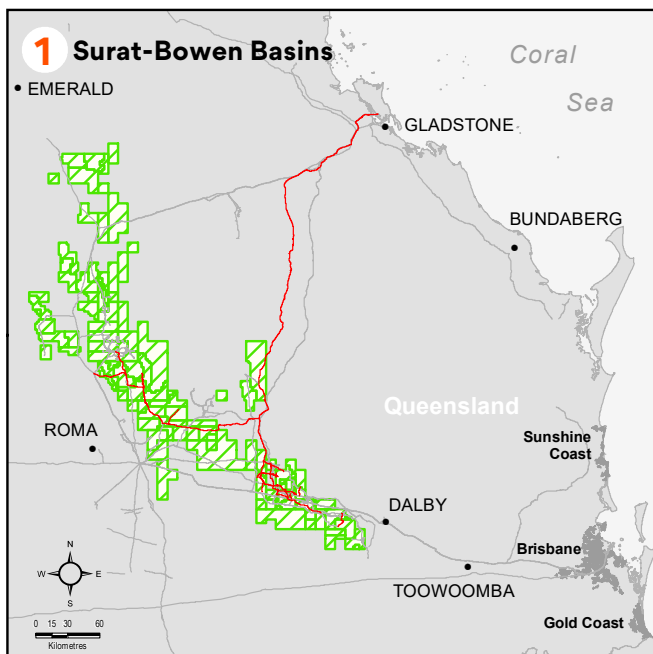 1 Surat-Bowen Basins
Coral
Sea
EMERALD
GLADSTONE
BUNDABERG
Queensland
ROMA
Sunshine
Coast
DALBY
Brisbane
TOOWOOMBA
Gold Coast
N
W E
S
0 15 30 60
Kilometres